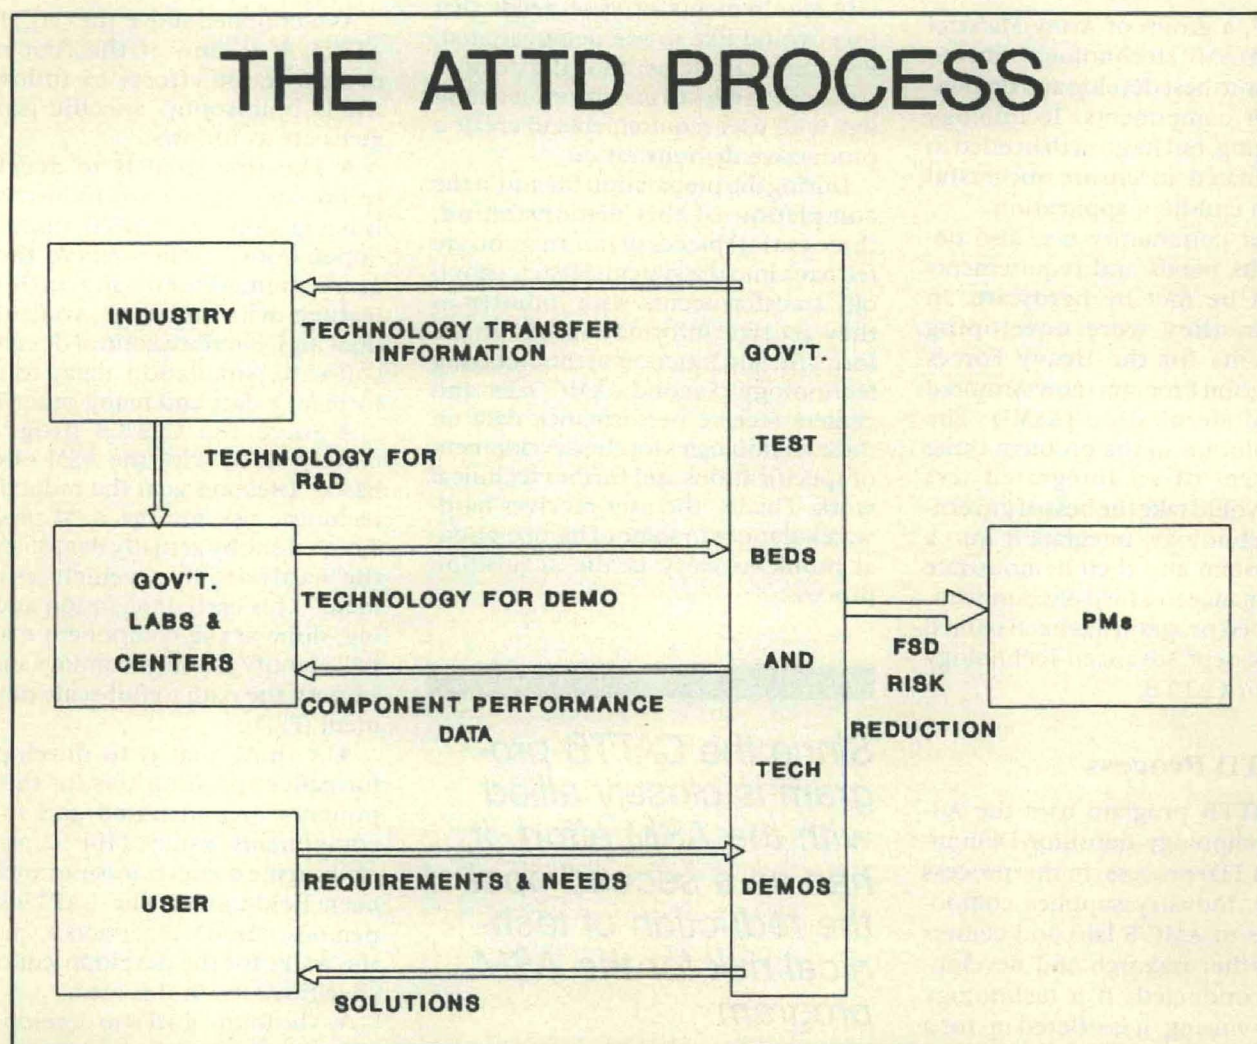 THE ATTD PROCESS
INDUSTRY
TECHNOLOGY TRANSFER
INFORMATION
TECHNOLOGY FOR
R&D
GOV'T.
LABS &
CENTERS
TECHNOLOGY FOR DEMO
COMPONENT PERFORMANCE
DATA
USER
REQUIREMENTS & NEEDS
SOLUTIONS
GOV'T.
TEST
BEDS
AND
TECH
DEMOS
FSD
RISK
REDUCTION
PMs